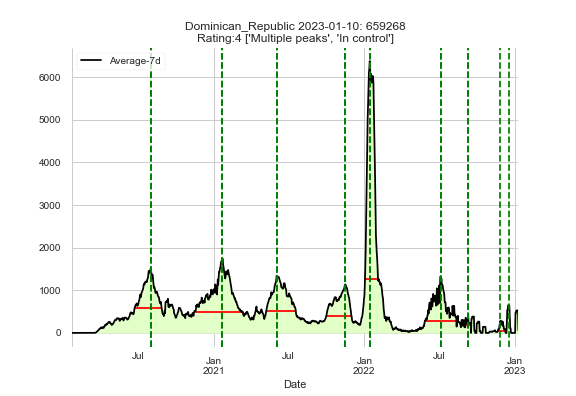 Dominican_Republic 2023-01-10: 659268
Rating:4 ['Multiple peaks', 'In control']
Average-7d
6000
5000
4000
3000
2000
1000
0
Jul
Jan
2021
Jul
Jan
2022
Jul
Jan
2023
Date